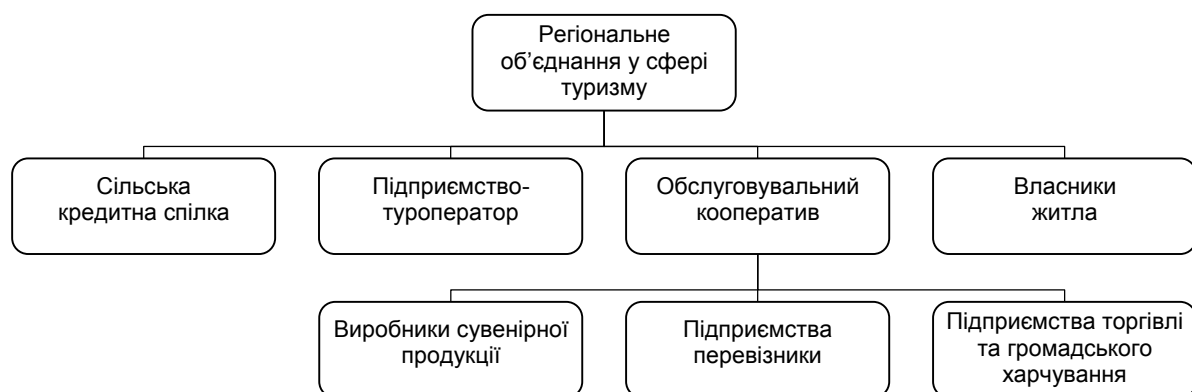 Регіональне
об’єднання у сфері
туризму
Сільська
кредитна спілка
Підприємство-
туроператор
Обслуговувальний
кооператив
Власники
житла
Виробники сувенірної
продукції
Підприємства
перевізники
Підприємства торгівлі
та громадського
харчування